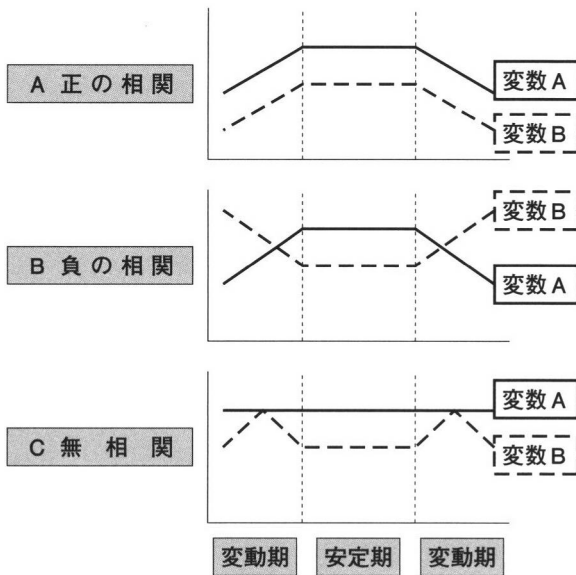 A 正の相関
変数A
変数B
B 負の相関
変数B
変数A
C 無相関
変数A
変数B
変動期
安定期
変動期